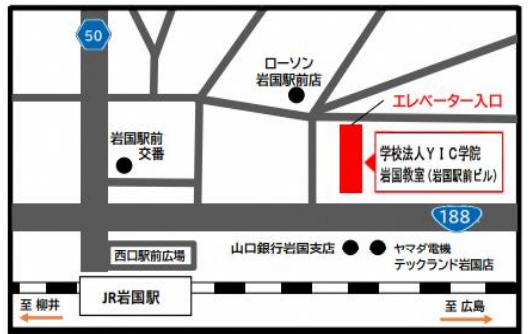 50
ローソン
岩国駅前店
エレベーター入口
岩国駅前
交番
学校法人YIC学院
岩国教室(岩国駅前ビル)
188
西口駅前広場
山口銀行岩国支店
ヤマダ電機
テックランド岩国店
JR岩国駅
至 柳井
至 広島